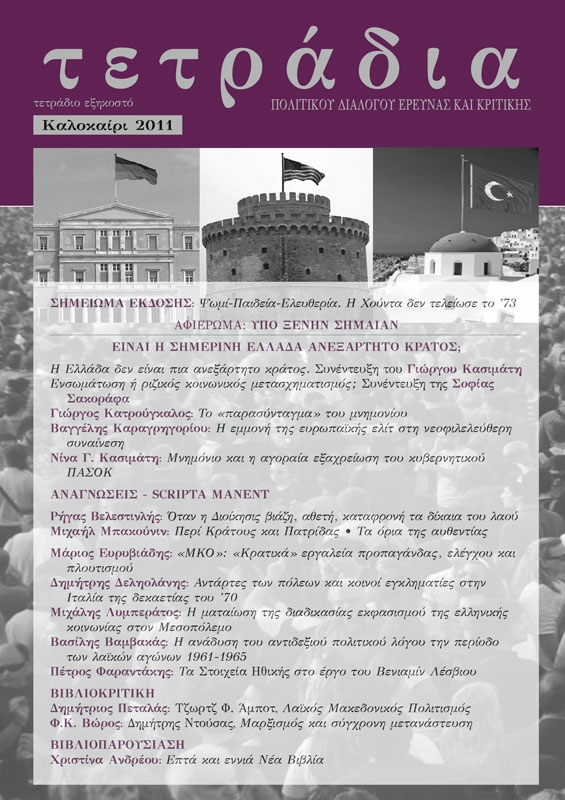 τετράδια
τετράδιο εξηκοστό
ΠΟΛΙΤΙΚΟΥ ΔΙΑΛΟΓΟΥ ΕΡΕΥΝΑΣ ΚΑΙ ΚΡΙΤΙΚΗΣ
Καλοκαίρι 2011
ΣΗΜΕΙΩΜΑ ΕΚΔΟΣΗΣ: Ψωμί-Παιδεία-Ελευθερία. Η Χούντα δεν τελείωσε το '73
ΑΦΙΕΡΩΜΑ: ΥΠΟ ΞΕΝΗΝ ΣΗΜΑΙΑΝ
ΕΙΝΑΙ Η ΣΗΜΕΡΙΝΗ ΕΛΛΑΔΑ ΑΝΕΞΑΡΤΗΤΟ ΚΡΑΤΟΣ;
Η Ελλάδα δεν είναι πια ανεξάρτητο κράτος. Συνέντευξη του Γιώργου Κασιμάτη
Ενσωμάτωση ή ριζικός κοινωνικός μετασχηματισμός; Συνέντευξη της Σοφίας
Σακοράφα
Γιώργος Κατρούγκαλος: Το «παρασύνταγμα» του μνημονίου
Βαγγέλης Καραγρηγορίου: Η εμμονή της ευρωπαϊκής ελίτ στη νεοφιλελεύθερη
συναίνεση
Νίνα Γ. Κασιμάτη: Μνημόνιο και η αγοραία εξαχρείωση του κυβερνητικού
ΠΑΣΟΚ
ΑΝΑΓΝΩΣΕΙΣ - SCRIPTA MANENT
Ρήγας Βελεστινλής: Όταν η Διοίκησις βιάζη, αθετή, καταφρονά τα δίκαια του λαού
Μιχαήλ Μπακούνιν: Περί Κράτους και Πατρίδας • Τα όρια της αυθεντίας
Μάριος Ευρυβιάδης: «ΜΚΟ»: «Κρατικά» εργαλεία προπαγάνδας, ελέγχου και
πλουτισμού
Δημήτρης Δεληολάνης: Αντάρτες των πόλεων και κοινοί εγκληματίες στην
Ιταλία της δεκαετίας του '70
Μιχάλης Λυμπεράτος: Η ματαίωση της διαδικασίας εκφασισμού της ελληνικής
κοινωνίας στον Μεσοπόλεμο
Βασίλης Βαμβακάς: Η ανάδυση του αντιδεξιού πολιτικού λόγου την περίοδο
των λαϊκών αγώνων 1961-1965
Πέτρος Φαραντάκης: Τα Στοιχεία Ηθικής στο έργο του Βενιαμίν Λέσβιου
ΒΙΒΛΙΟΚΡΙΤΙΚΗ
Δημήτριος Πεταλάς: Τζωρτζ Φ. Άμποτ, Λαϊκός Μακεδονικός Πολιτισμός
Φ.Κ. Βώρος: Δημήτρης Ντούσας, Μαρξισμός και σύγχρονη μετανάστευση
ΒΙΒΛΙΟΠΑΡΟΥΣΙΑΣΗ
Χριστίνα Ανδρέου: Επτά και εννιά Νέα Βιβλία